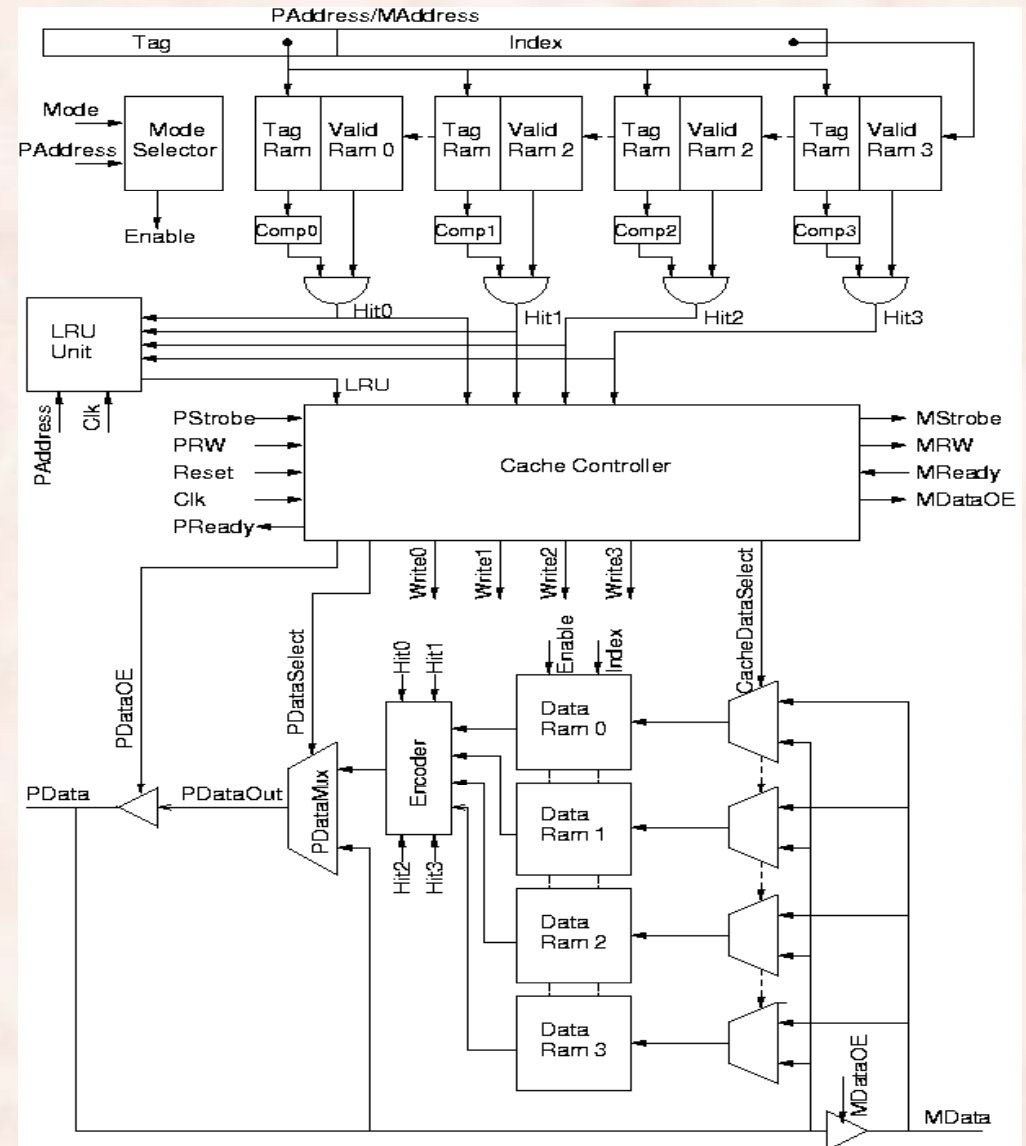 PAddress/MAddress
Tag
Index
Mode
PAddress
Mode
Selector
Enable
Tag
Ram
Valid
Ram 0
Tag
Ram
Valid
Ram 2
Tag
Ram
Valid
Ram 2
Tag
Ram
Valid
Ram 3
Comp0
Comp1
Comp2
Comp3
Hit0
Hit1
Hit2
Hit3
LRU
Unit
LRU
PAddress
Clk
PStrobe
PRW
Reset
Clk
PReady
Cache Controller
MStrobe
MRW
MReady
MDataOE
Write0
Write1
Write2
Write3
PDataOE
PDataSelect
CacheDataSelect
Hit0
Hit1
Enable
Index
Encoder
Hit2
Hit3
Data
Ram 0
Data
Ram 1
Data
Ram 2
Data
Ram 3
PData
PDataOut
PDataMux
MDataOE
MData